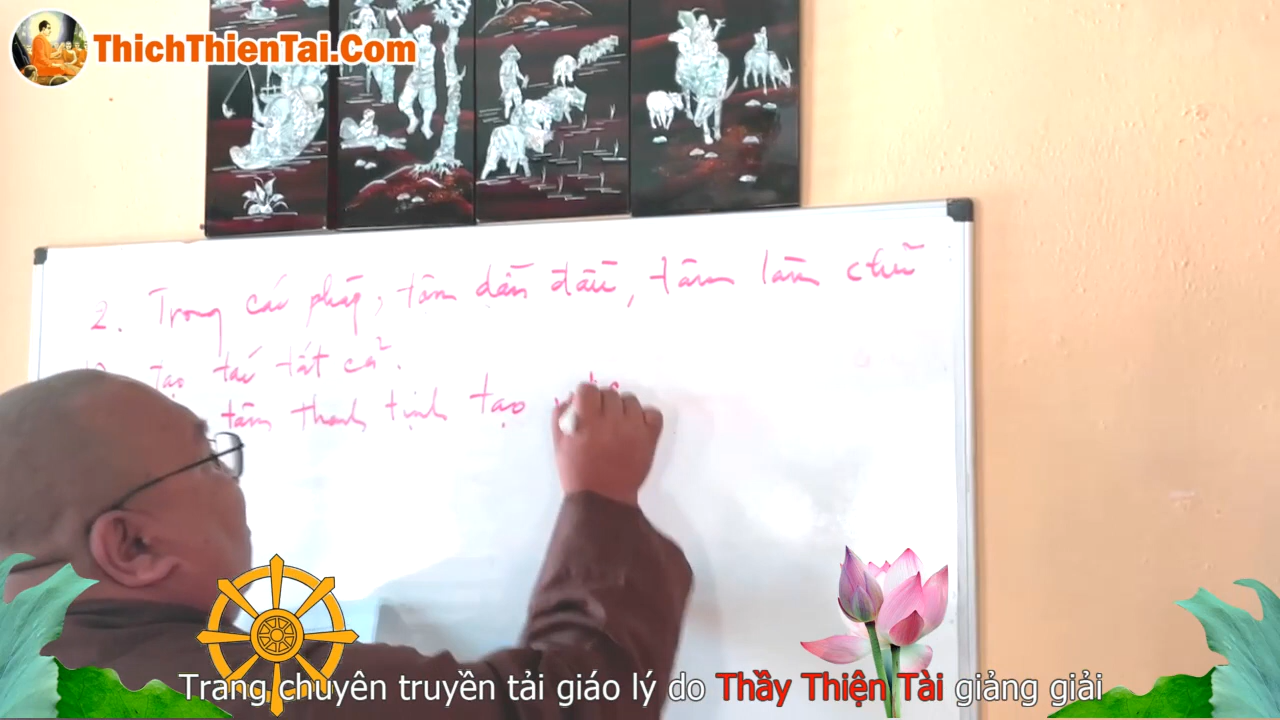 ThichThienTai.Com
2. Trong các pháp, tâm dẫn đầu, tâm làm chủ
tạo tác tất cả.
tâm thanh tịnh tạo
Trang chuyên truyền tải giáo lý do Thầy Thiện Tài giảng giải